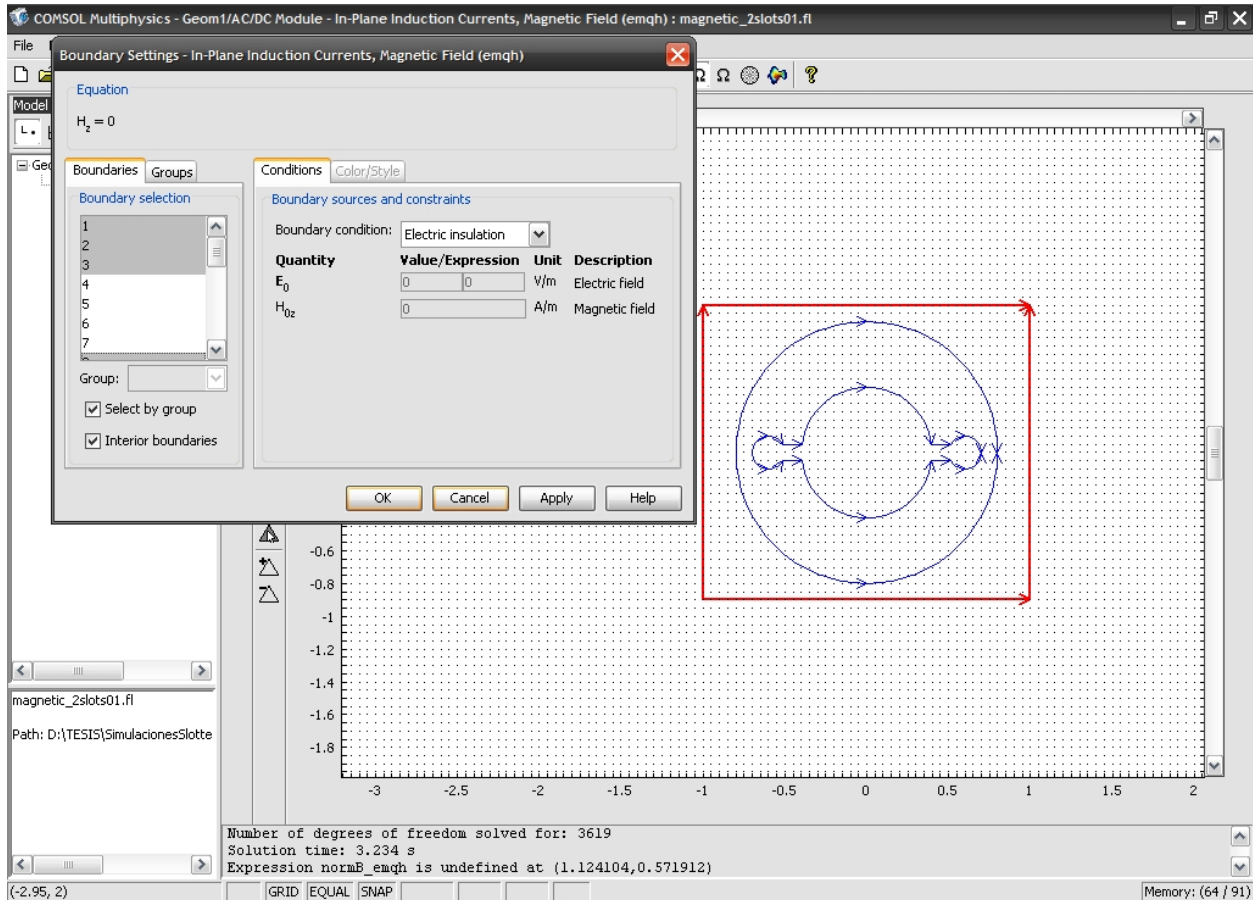 COMSOL Multiphysics - Geom1/AC/DC Module - In-Plane Induction Currents, Magnetic Field (emqh) : magnetic_2slots01.fl
File
Boundary Settings - In-Plane Induction Currents, Magnetic Field (emqh)
Equation
Hz = 0
Model
Geo
Boundaries Groups
Conditions Color/Style
Boundary selection
Boundary sources and constraints
1
2
3
4
5
6
7
Boundary condition: Electric insulation
Quantity Value/Expression Unit Description
E0 0 0 V/m Electric field
H0z 0 A/m Magnetic field
Group:
Select by group
Interior boundaries
OK Cancel Apply Help
-0.6
-0.8
-1
-1.2
-1.4
-1.6
-1.8
-3 -2.5 -2 -1.5 -1 -0.5 0 0.5 1 1.5 2
magnetic_2slots01.fl
Path: D:\TESIS\SimulacionesSlotte
Number of degrees of freedom solved for: 3619
Solution time: 3.234 s
Expression normB_emqh is undefined at (1.124104,0.571912)
(-2.95, 2) GRID EQUAL SNAP Memory: (64 / 91)